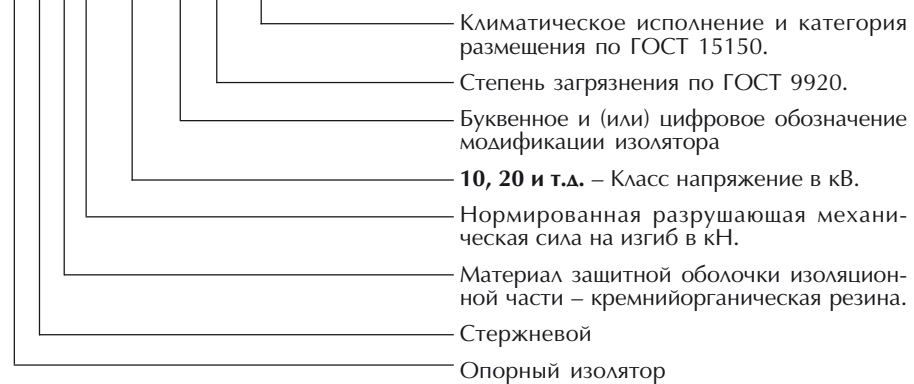 Климатическое исполнение и категория
размещения по ГОСТ 15150.
Степень загрязнения по ГОСТ 9920.
Буквенное и (или) цифровое обозначение
модификации изолятора
10, 20 и т.д. – Класс напряжение в кВ.
Нормированная разрушающая механи-
ческая сила на изгиб в кН.
Материал защитной оболочки изоляцион-
ной части – кремнийорганическая резина.
Стержневой
Опорный изолятор